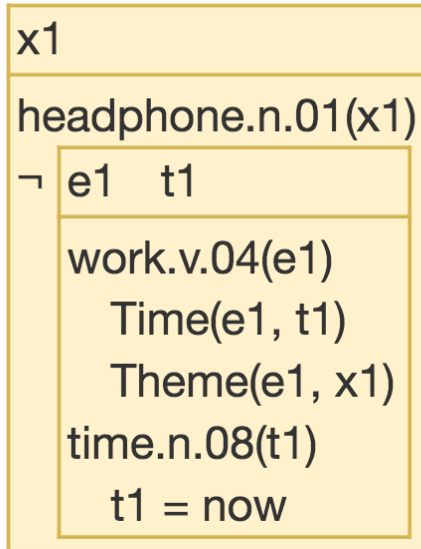 x1
headphone.n.01(x1)
¬ e1 t1
work.v.04(e1)
Time(e1, t1)
Theme(e1, x1)
time.n.08(t1)
t1 = now